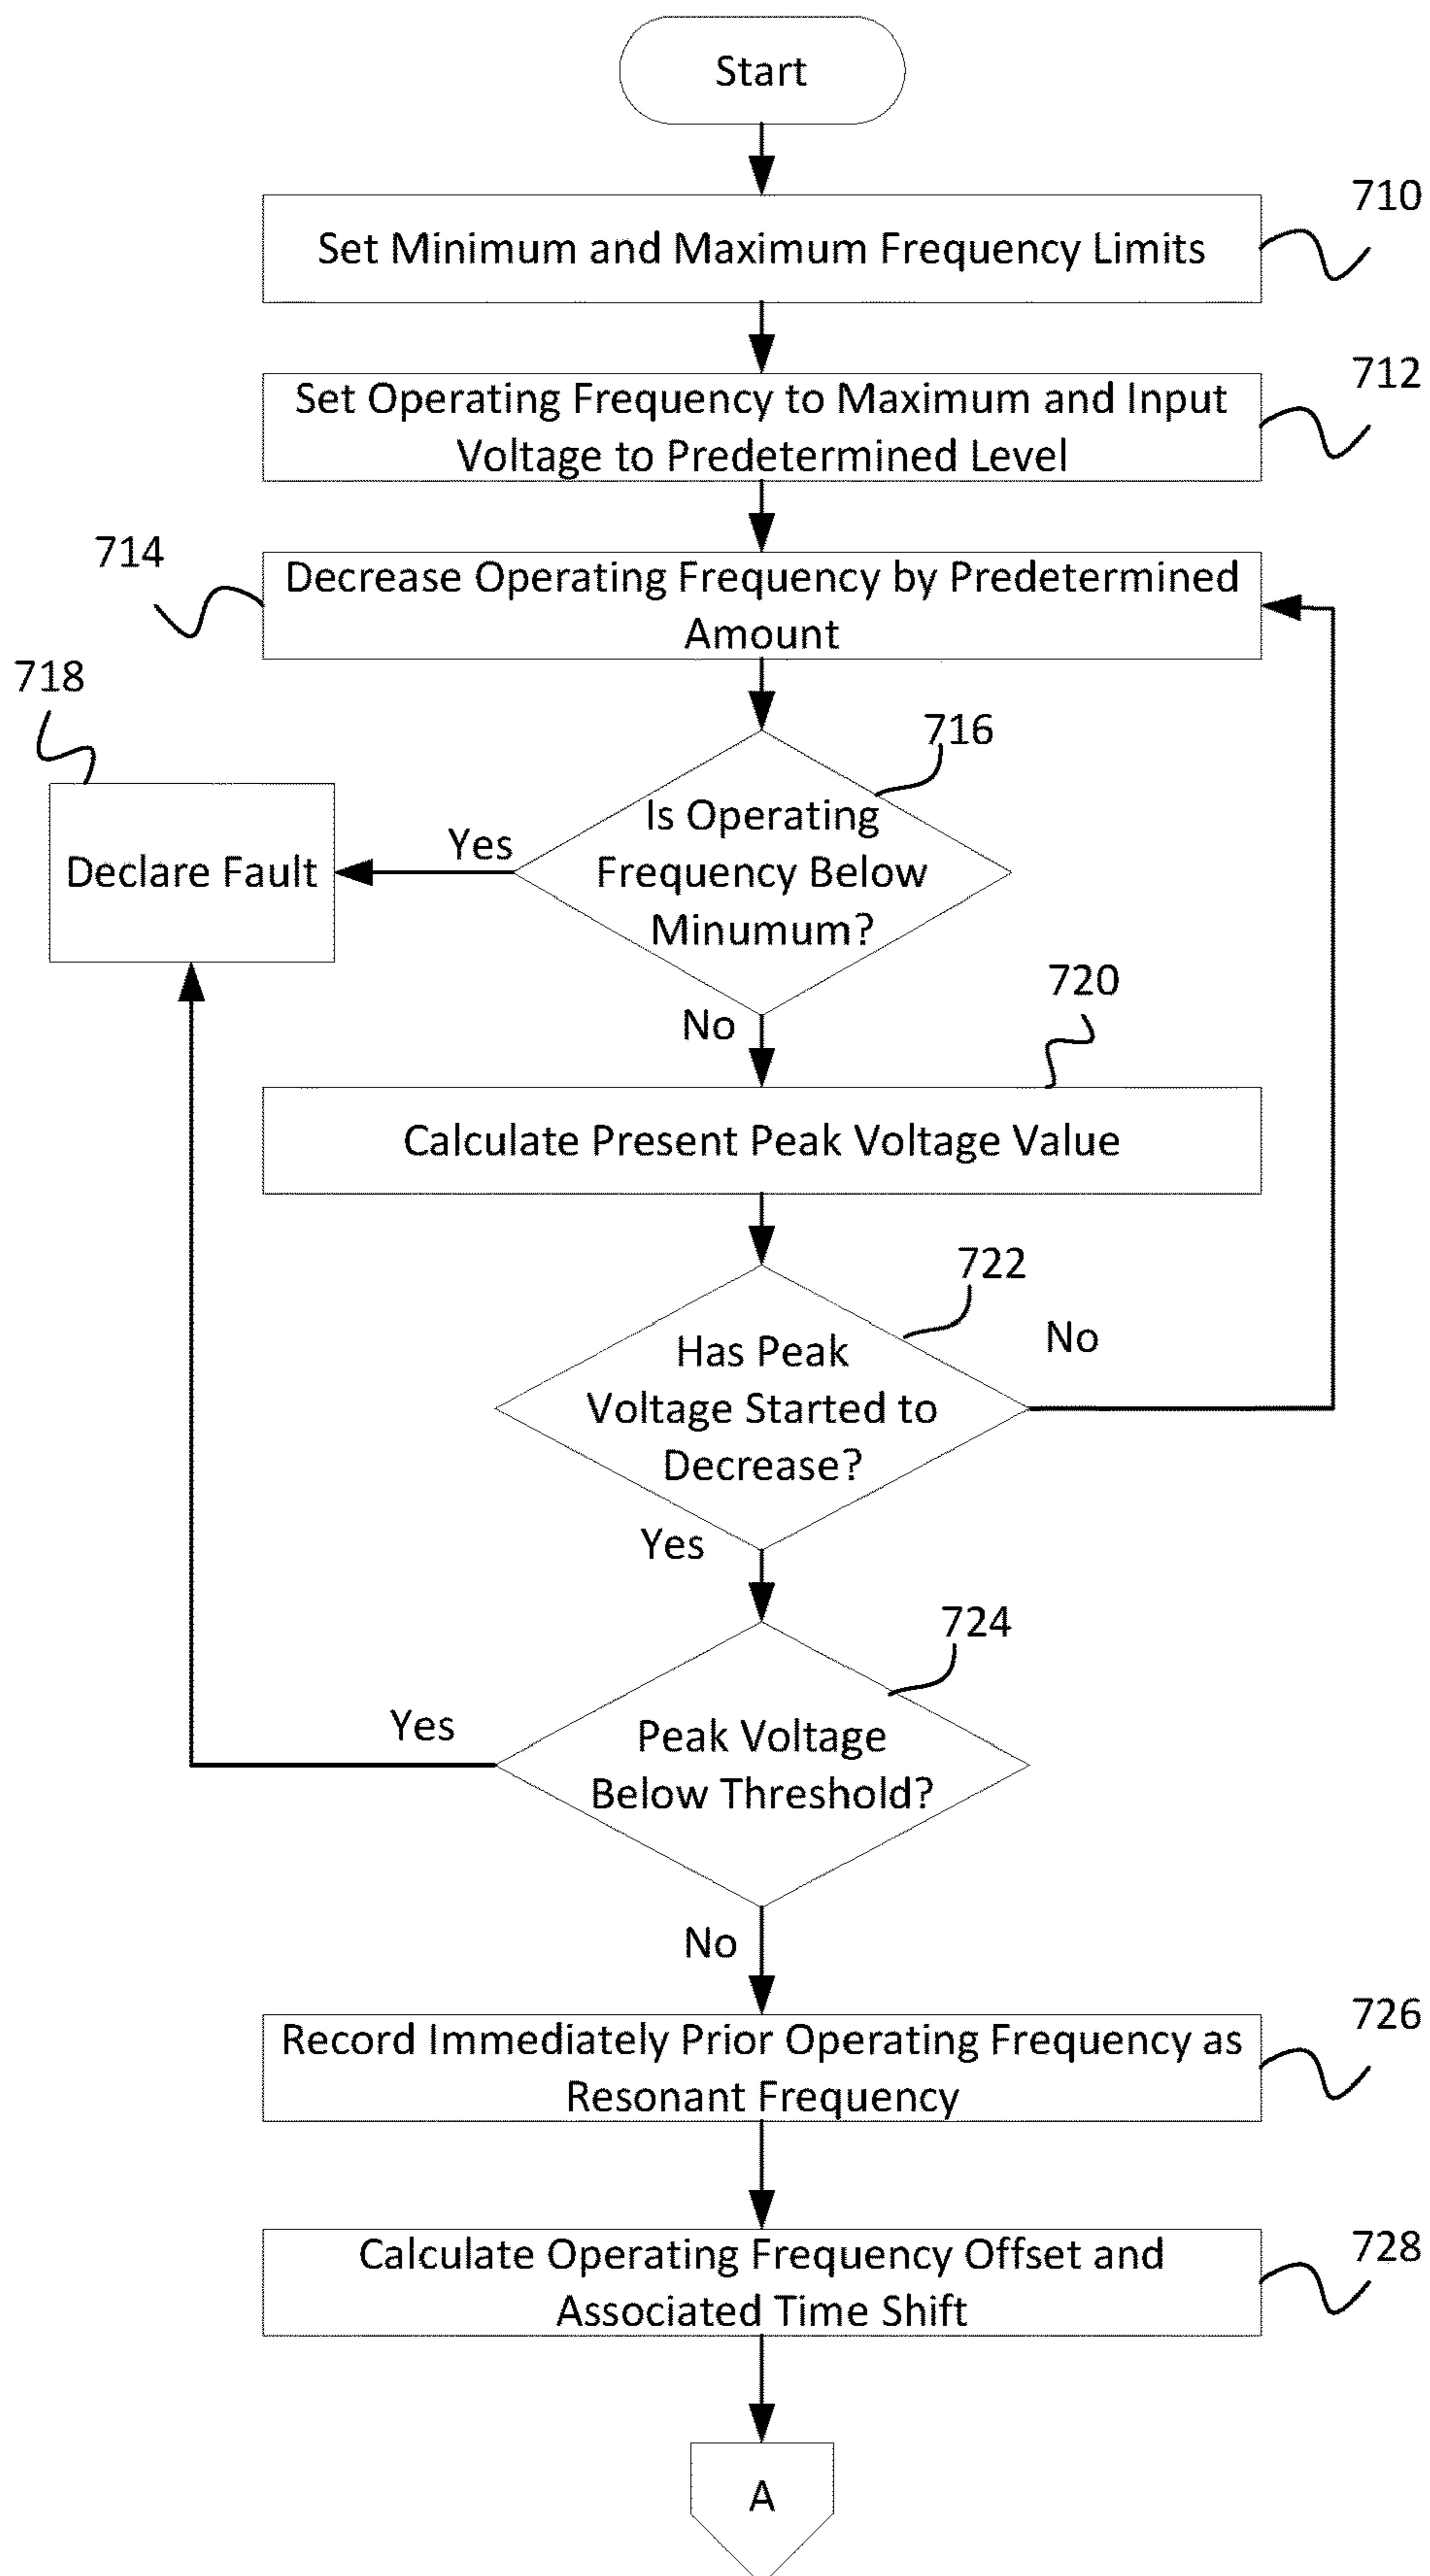 Start
710
Set Minimum and Maximum Frequency Limits
712
Set Operating Frequency to Maximum and Input
Voltage to Predetermined Level
714
Decrease Operating Frequency by Predetermined
Amount
718
716
Declare Fault
Yes
Is Operating
Frequency Below
Minumum?
No
720
Calculate Present Peak Voltage Value
722
Has Peak
Voltage Started to
Decrease?
No
Yes
724
Yes
Peak Voltage
Below Threshold?
No
726
Record Immediately Prior Operating Frequency as
Resonant Frequency
728
Calculate Operating Frequency Offset and
Associated Time Shift
A